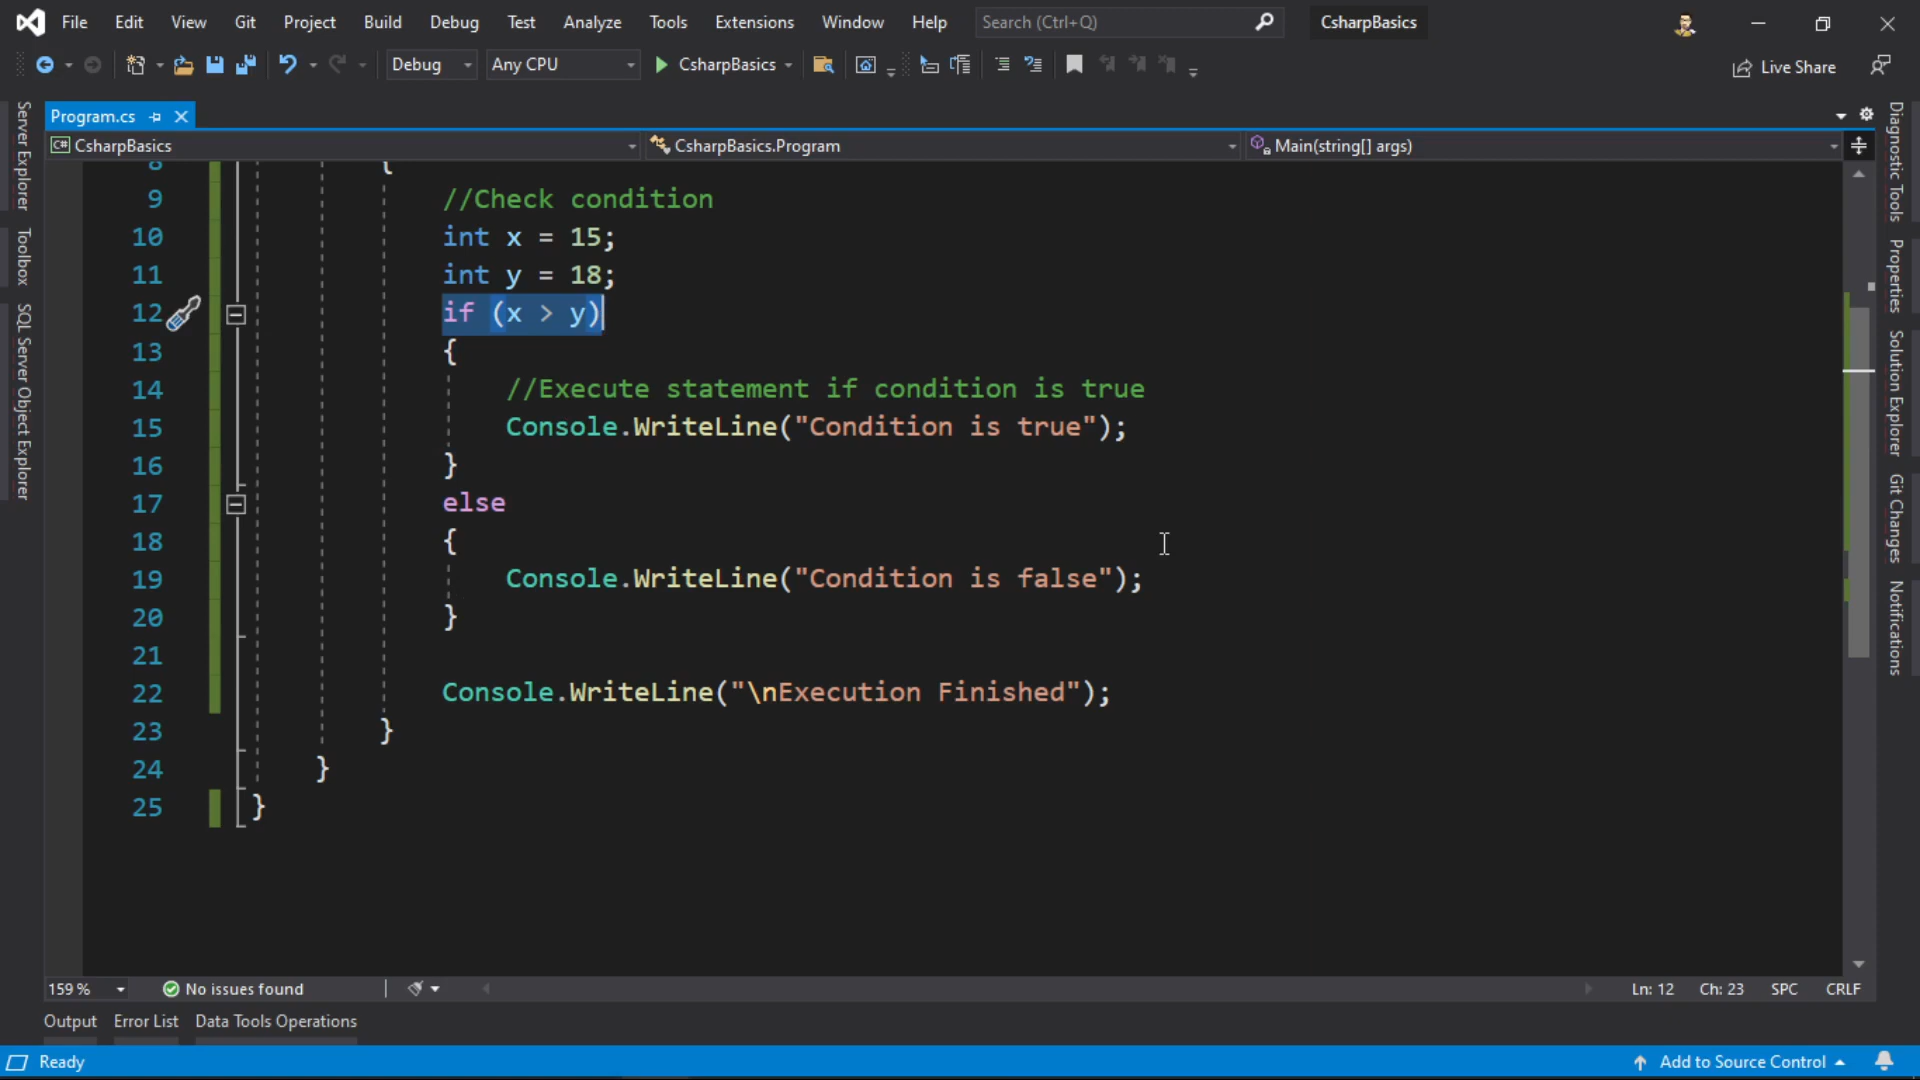 File Edit View Git Project Build Debug Test Analyze Tools Extensions Window Help Search (Ctrl+Q) CsharpBasics
Debug Any CPU CsharpBasics Live Share
Program.cs
C# CsharpBasics CsharpBasics.Program Main(string[] args)
Server Explorer
Toolbox
SQL Server Object Explorer
8 {
9 //Check condition
10 int x = 15;
11 int y = 18;
12 if (x > y)
13 {
14 //Execute statement if condition is true
15 Console.WriteLine("Condition is true");
16 }
17 else
18 {
19 Console.WriteLine("Condition is false");
20 }
21
22 Console.WriteLine("\nExecution Finished");
23 }
24 }
25 }
Diagnostic Tools
Properties
Solution Explorer
Git Changes
Notifications
159 % No issues found Ln: 12 Ch: 23 SPC CRLF
Output Error List Data Tools Operations
Ready Add to Source Control